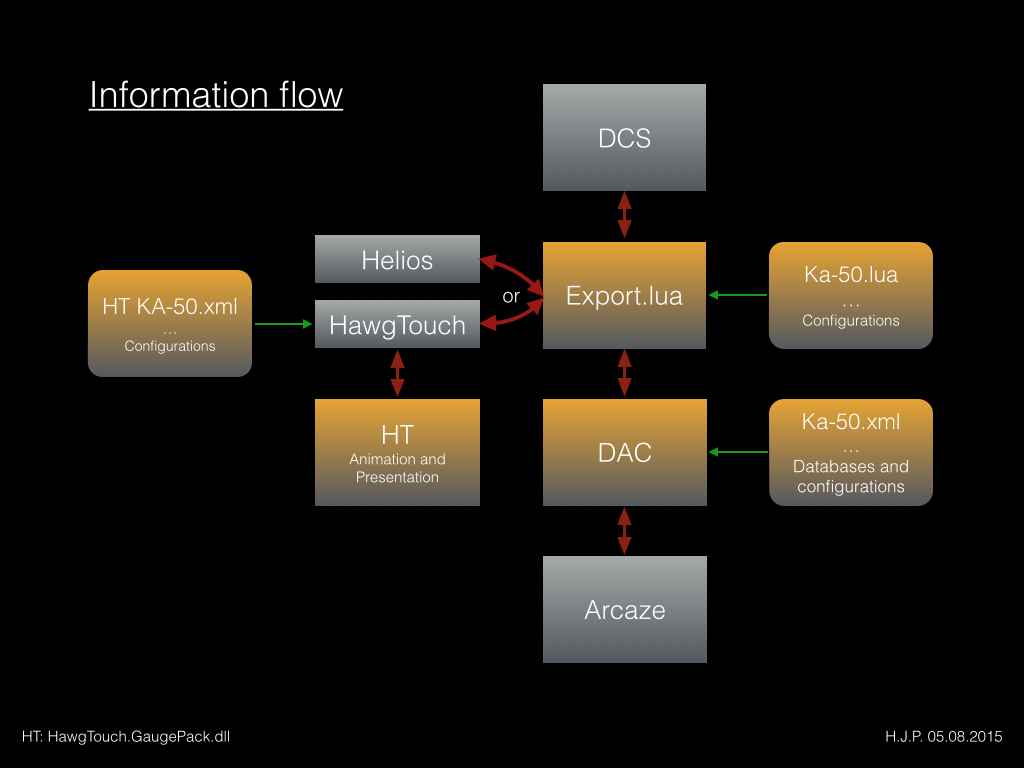 Information flow
DCS
Helios
HawgTouch
or
Export.lua
Ka-50.lua
...
Configurations
HT KA-50.xml
...
Configurations
HT
Animation and
Presentation
DAC
Ka-50.xml
...
Databases and
configurations
Arcaze
HT: HawgTouch.GaugePack.dll
H.J.P. 05.08.2015